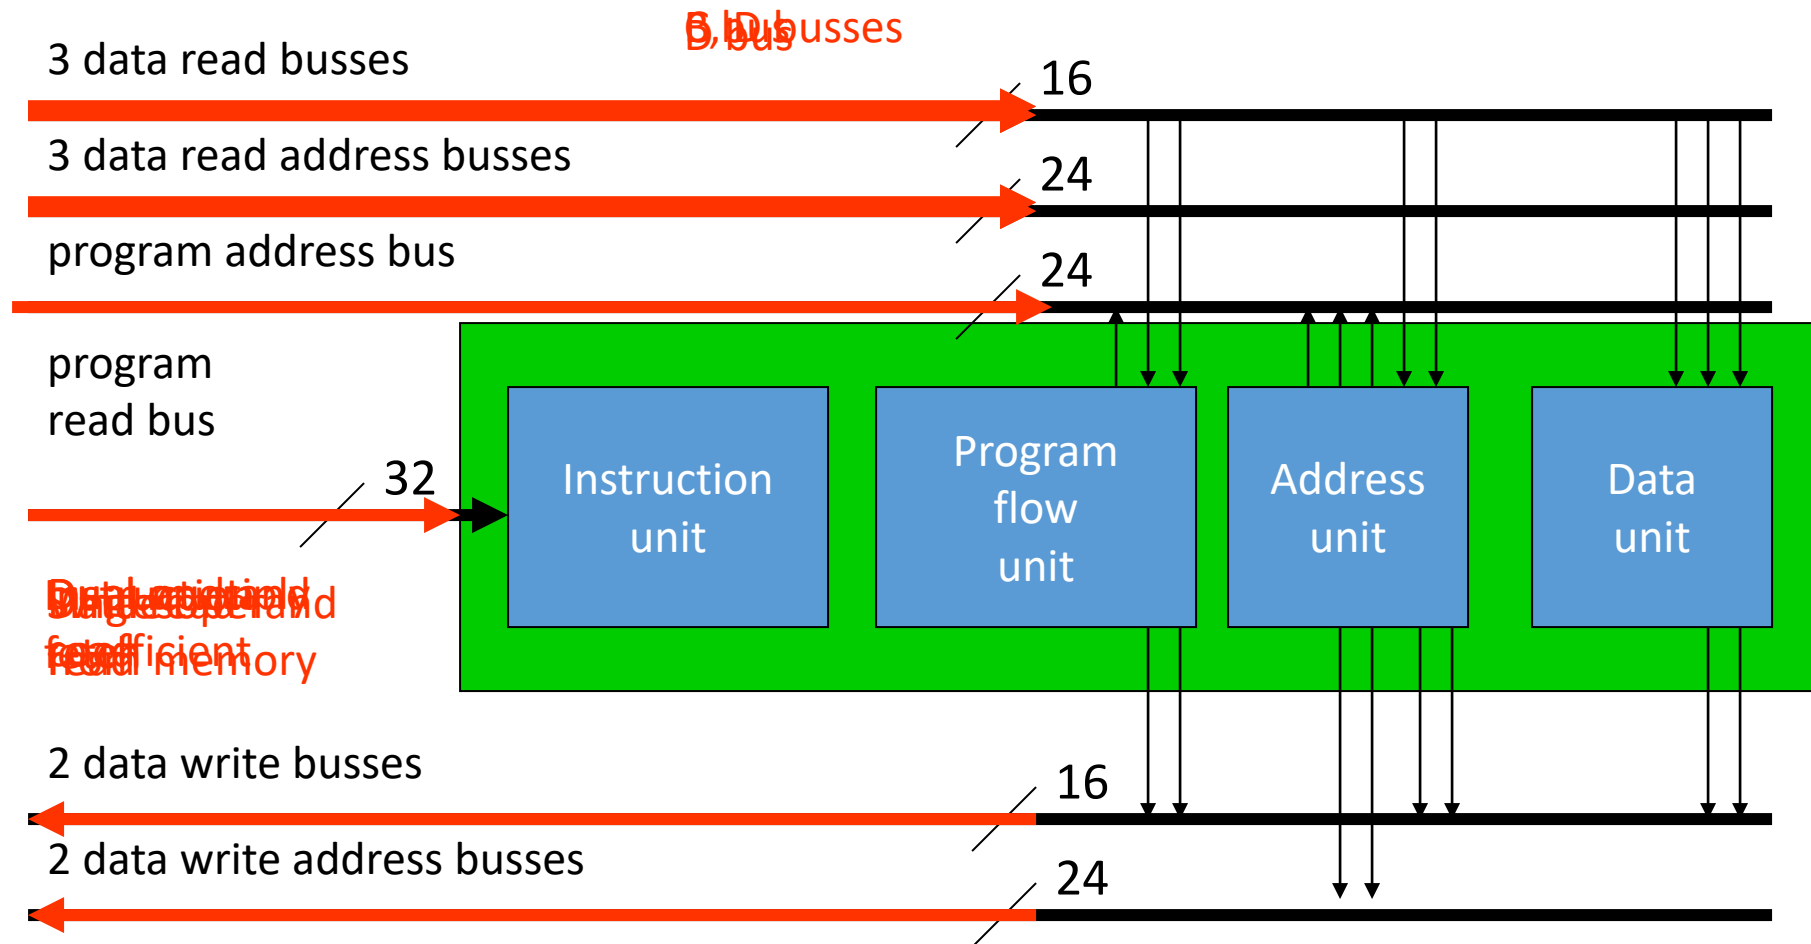 busses
3 data read busses
16
3 data read address busses
24
program address bus
24
program
read bus
32
Instruction
unit
Program
flow
unit
Address
unit
Data
unit
memory
2 data write busses
16
2 data write address busses
24